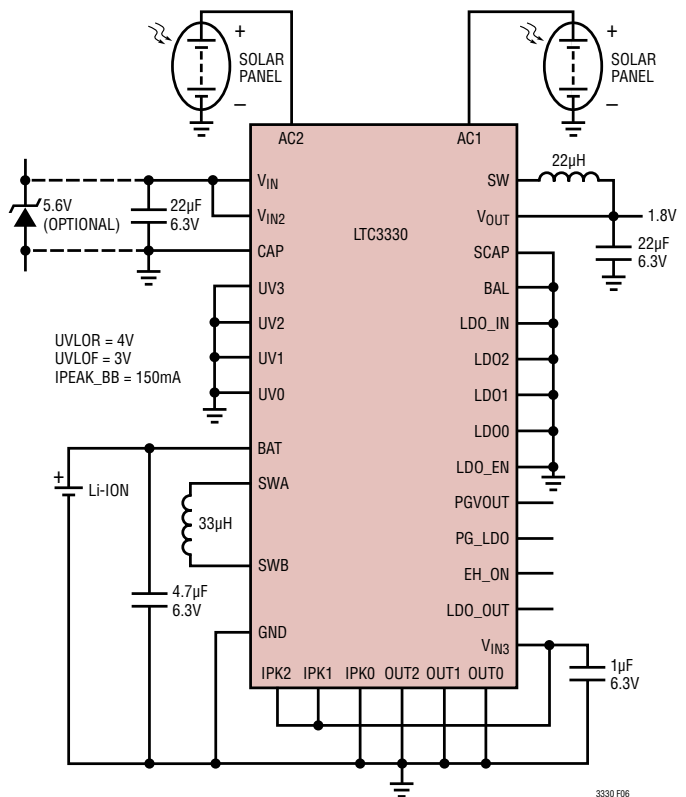 +
SOLAR
PANEL
–
+
SOLAR
PANEL
–
AC2
AC1
22µH
VIN
SW
5.6V
(OPTIONAL)
22µF
6.3V
VIN2
VOUT
1.8V
LTC3330
22µF
6.3V
CAP
SCAP
UV3
BAL
UV2
LDO_IN
UVLOR = 4V
UVLOF = 3V
IPEAK_BB = 150mA
UV1
LDO2
UV0
LDO1
LDO0
BAT
LDO_EN
+
Li-ION
SWA
PGVOUT
33µH
PG_LDO
SWB
EH_ON
4.7µF
6.3V
LDO_OUT
GND
VIN3
1µF
6.3V
IPK2 IPK1 IPK0 OUT2 OUT1 OUT0
3330 F06